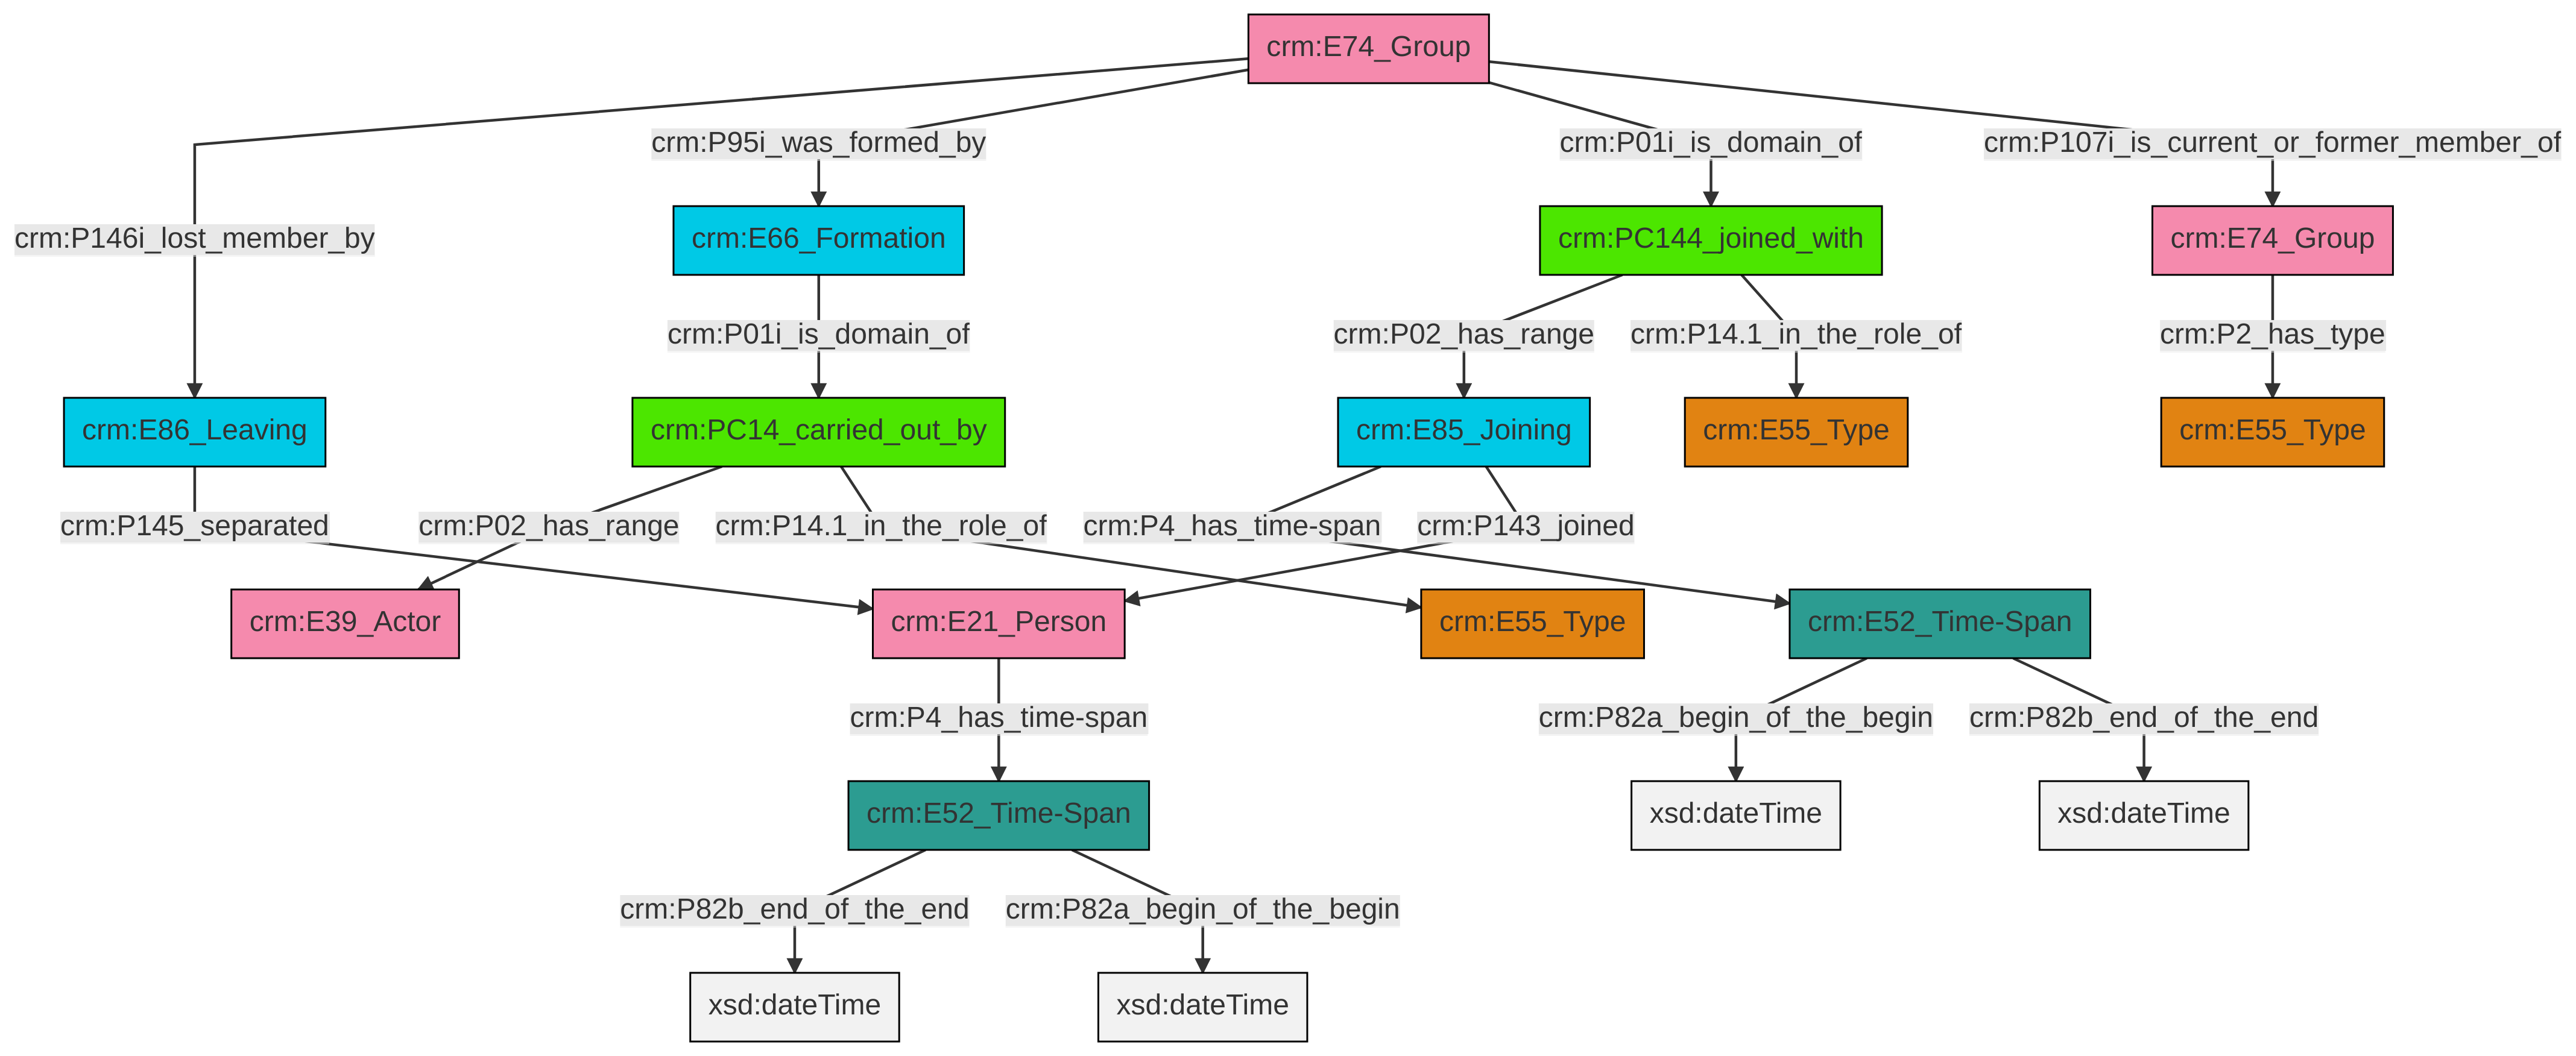 crm:E74_Group
crm:P95i_was_formed_by
crm:P01i_is_domain_of
crm:P107i_is_current_or_former_member_of
crm:P146i_lost_member_by
crm:E66_Formation
crm:PC144_joined_with
crm:E74_Group
crm:P01i_is_domain_of
crm:P02_has_range
crm:P14.1_in_the_role_of
crm:P2_has_type
crm:E86_Leaving
crm:PC14_carried_out_by
crm:E85_Joining
crm:E55_Type
crm:E55_Type
crm:P145_separated
crm:P02_has_range
crm:P14.1_in_the_role_of
crm:P4_has_time-span
crm:P143_joined
crm:E39_Actor
crm:E21_Person
crm:E55_Type
crm:E52_Time-Span
crm:P4_has_time-span
crm:P82a_begin_of_the_begin
crm:P82b_end_of_the_end
crm:E52_Time-Span
xsd:dateTime
xsd:dateTime
crm:P82b_end_of_the_end
crm:P82a_begin_of_the_begin
xsd:dateTime
xsd:dateTime